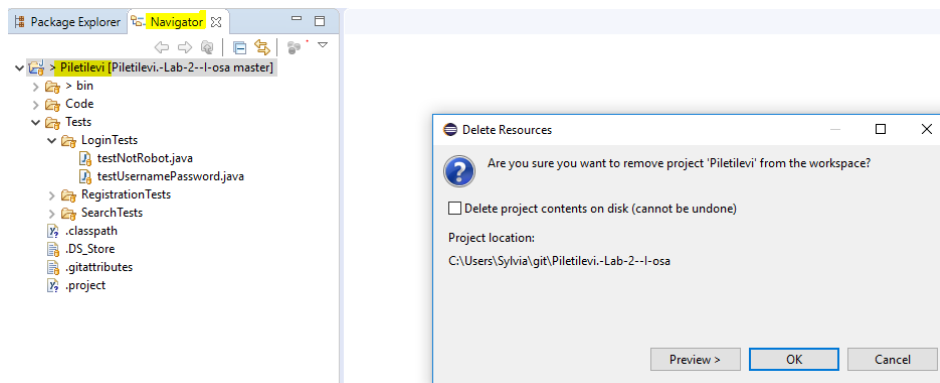 Package Explorer Navigator
> Piletilevi [Piletilevi.-Lab-2--I-osa master]
> bin
Code
Tests
LoginTests
testNotRobot.java
testUsernamePassword.java
RegistrationTests
SearchTests
.classpath
.DS_Store
.gitattributes
.project
Delete Resources
Are you sure you want to remove project 'Piletilevi' from the workspace?
Delete project contents on disk (cannot be undone)
Project location:
C:\Users\Sylvia\git\Piletilevi.-Lab-2--I-osa
Preview > OK Cancel